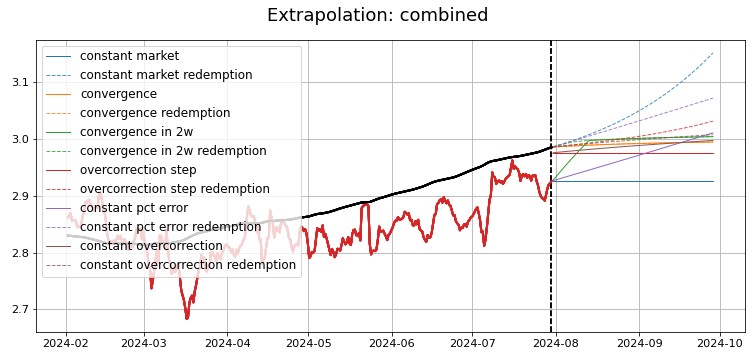 Extrapolation: combined
constant market
constant market redemption
convergence
convergence redemption
convergence in 2w
convergence in 2w redemption
overcorrection step
overcorrection step redemption
constant pct error
constant pct error redemption
constant overcorrection
constant overcorrection redemption
3.1
3.0
2.9
2.8
2.7
2024-02 2024-03 2024-04 2024-05 2024-06 2024-07 2024-08 2024-09 2024-10